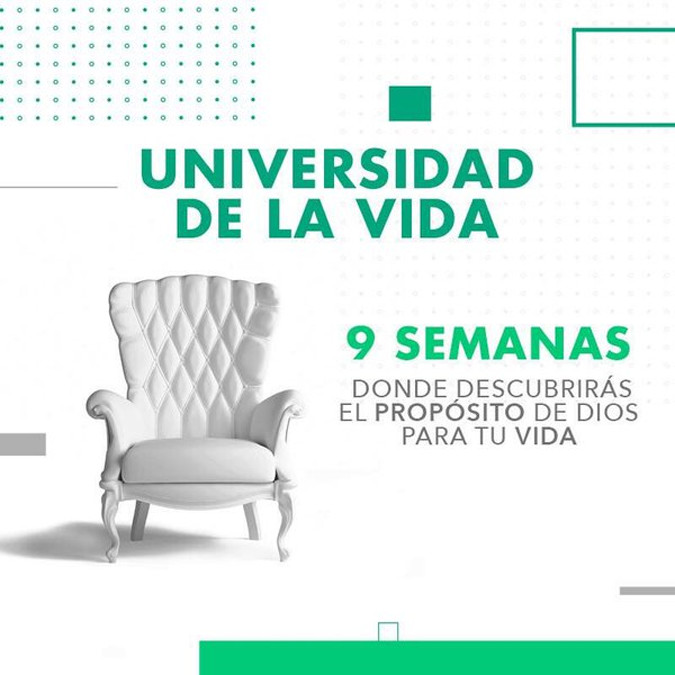 UNIVERSIDAD
DE LA VIDA
9 SEMANAS
DONDE DESCUBRIRÁS
EL PROPÓSITO DE DIOS
PARA TU VIDA